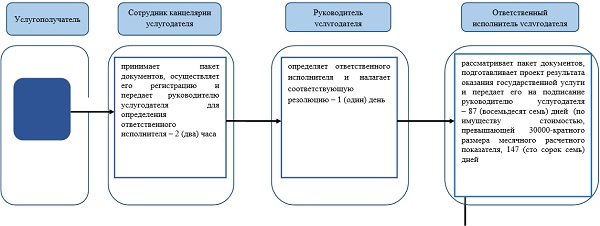 Услугополучатель
Сотрудник канцелярии
услугодателя
Руководитель
услугодателя
Ответственный
исполнитель услугодателя
принимает пакет
документов, осуществляет
его регистрацию и
передает руководителю
услугодателя для
определения
ответственного
исполнителя – 2 (два) часа
определяет ответственного
исполнителя и налагает
соответствующую
резолюцию – 1 (один) день
рассматривает пакет документов,
подготавливает проект результата
оказания государственной услуги
и передает его на подписание
руководителю услугодателя
– 87 (восемьдесят семь) дней (по
имуществу стоимостью,
превышающей 30000-кратного
размера месячного расчетного
показателя, 147 (сто сорок семь)
дней